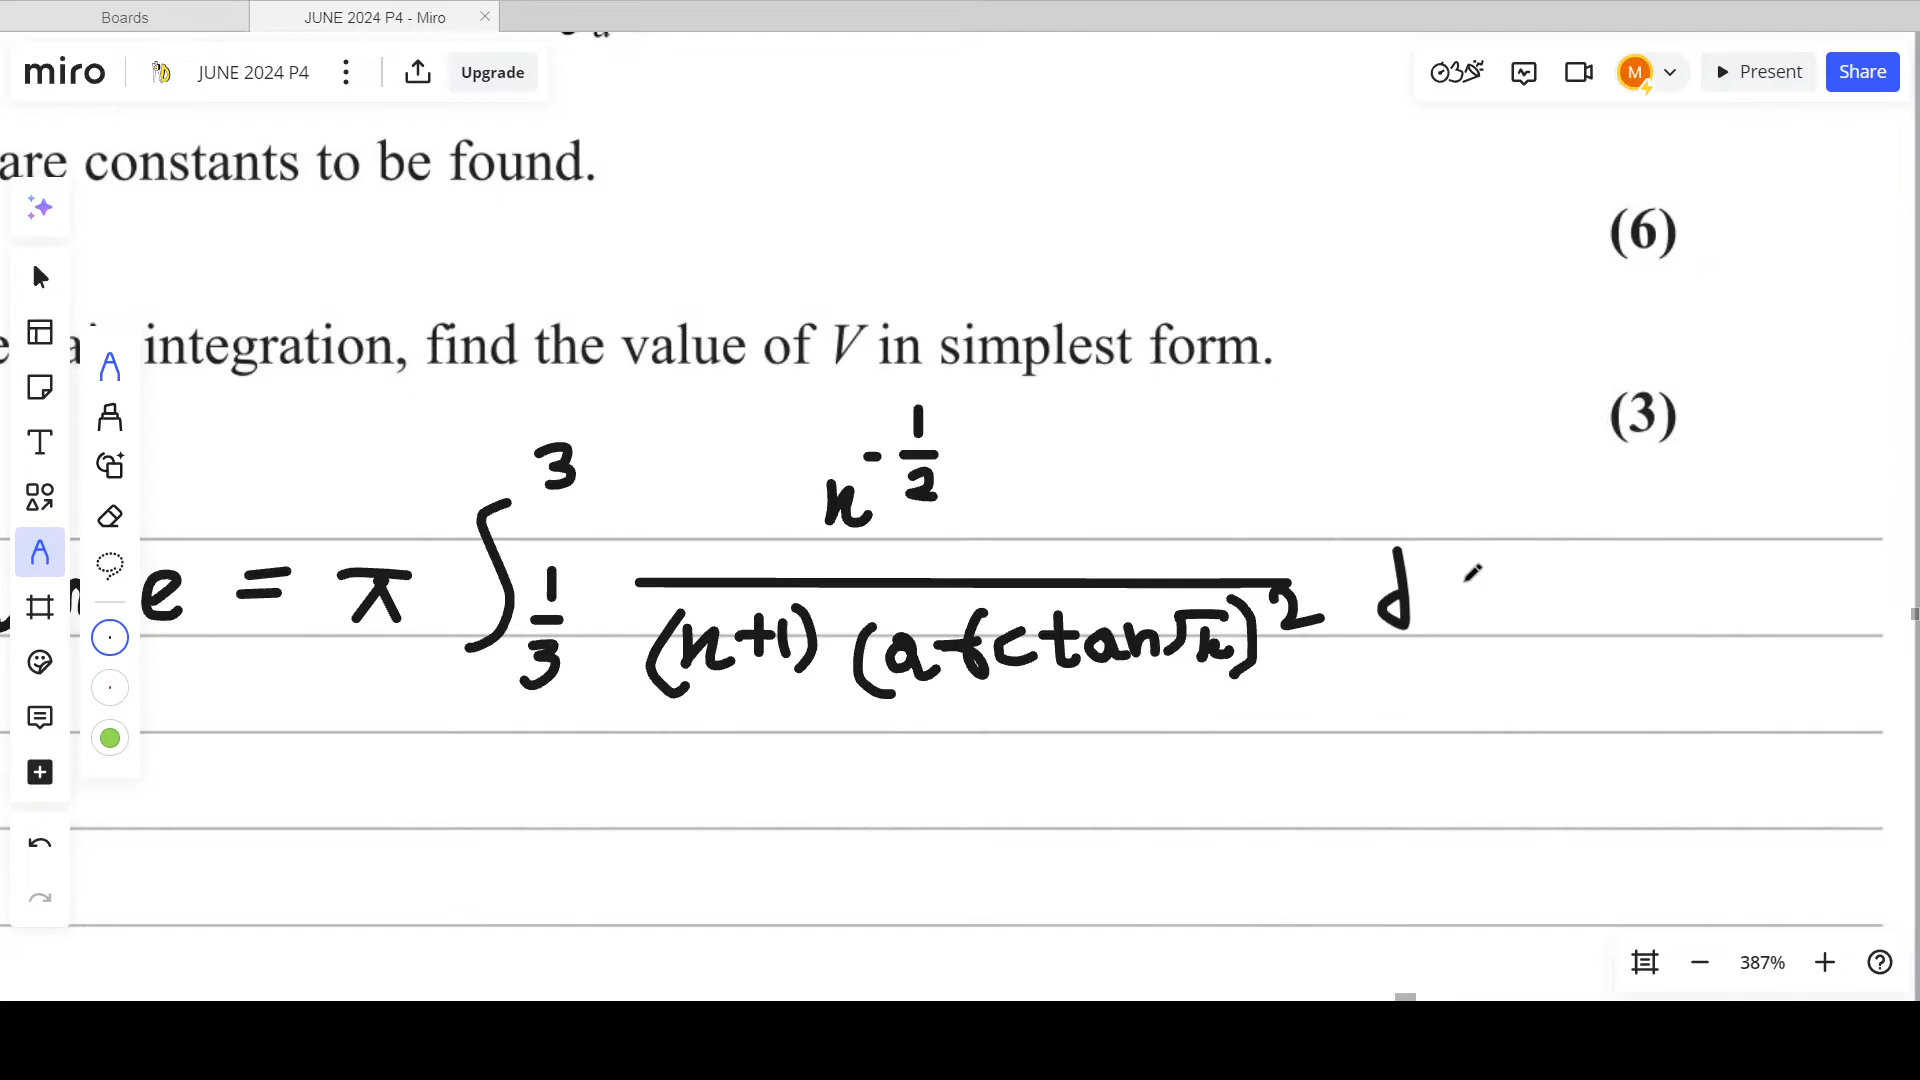 Boards JUNE 2024 P4 - Miro
miro JUNE 2024 P4 Upgrade Present Share
M
are constants to be found.
(6)
integration, find the value of V in simplest form.
(3)
e = π ∫_{1/3}^{3} x^{-1/2} / ((x+1)(arctan√x)^2) d
387%